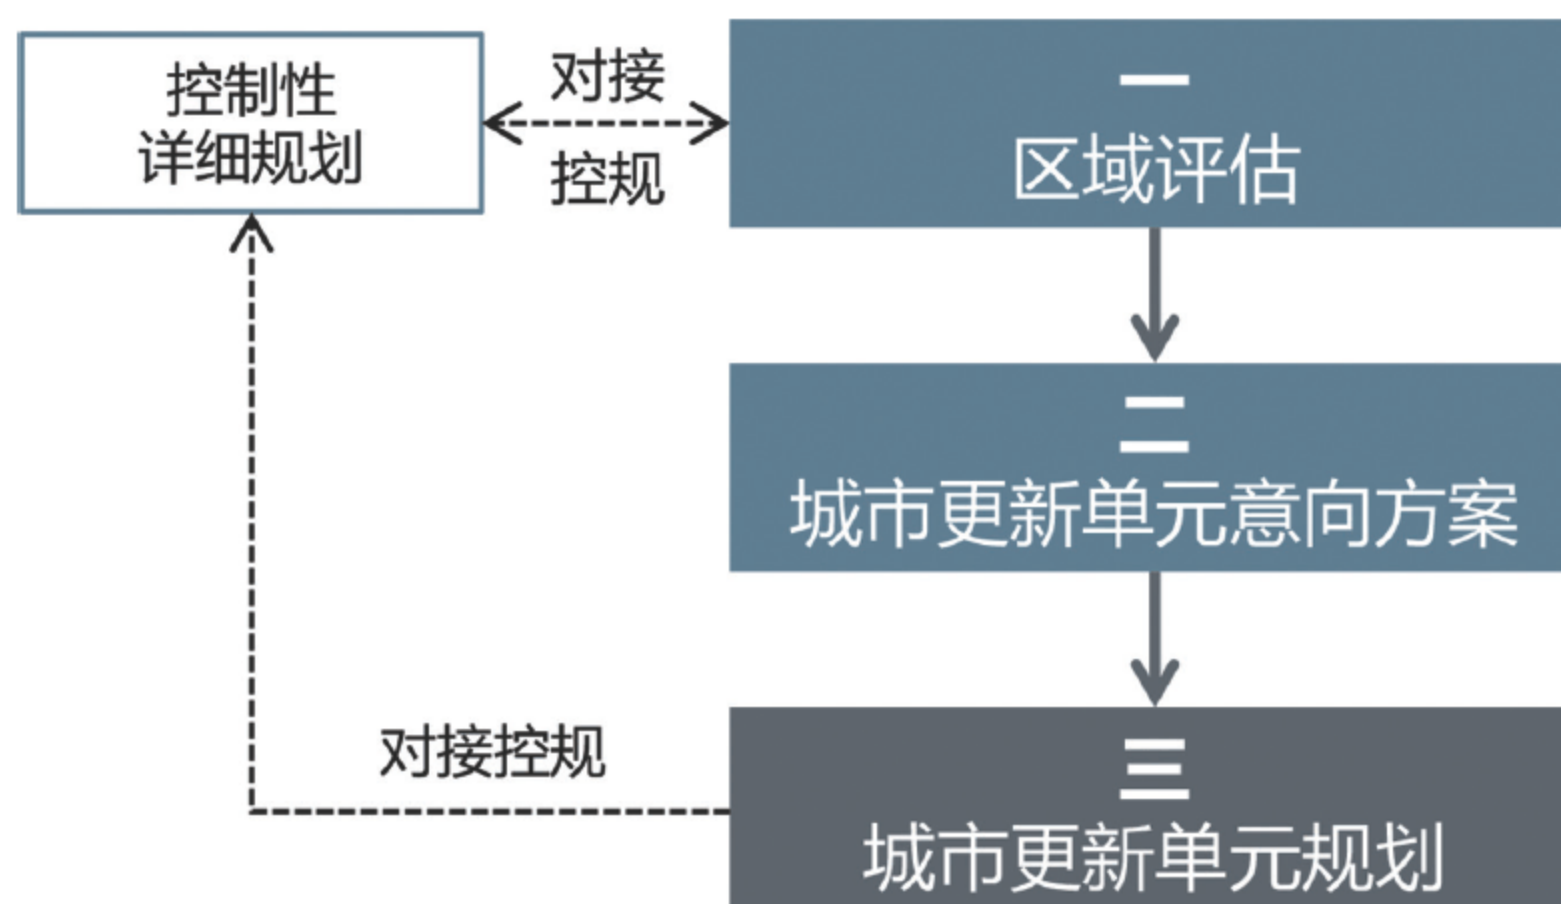 控制性
详细规划
对接
控规
一
区域评估
二
城市更新单元意向方案
对接控规
三
城市更新单元规划